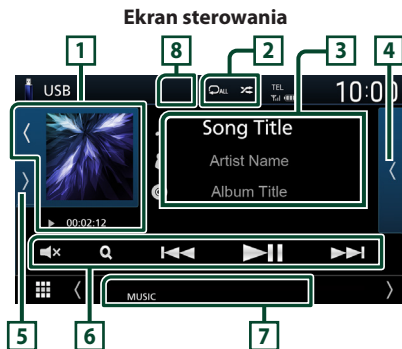 Ekran sterowania
1
8
2
3
4
USB
ALL
TEL
10:00
Song Title
Artist Name
Album Title
00:02:12
MUSIC
5
6
7